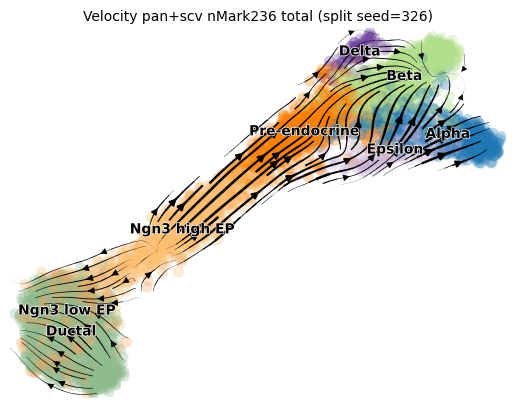 Velocity pan+scv nMark236 total (split seed=326)
Delta
Beta
Pre-endocrine
Alpha
Epsilon
Ngn3 high EP
Ngn3 low EP
Ductal